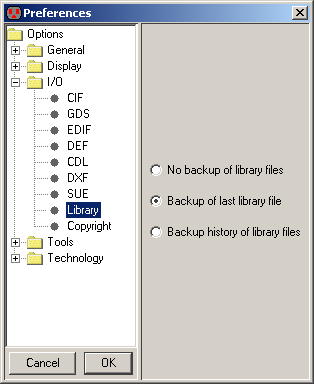 Preferences
Options
General
Display
I/O
CIF
GDS
EDIF
DEF
CDL
DXF
SUE
Library
Copyright
Tools
Technology
No backup of library files
Backup of last library file
Backup history of library files
Cancel
OK